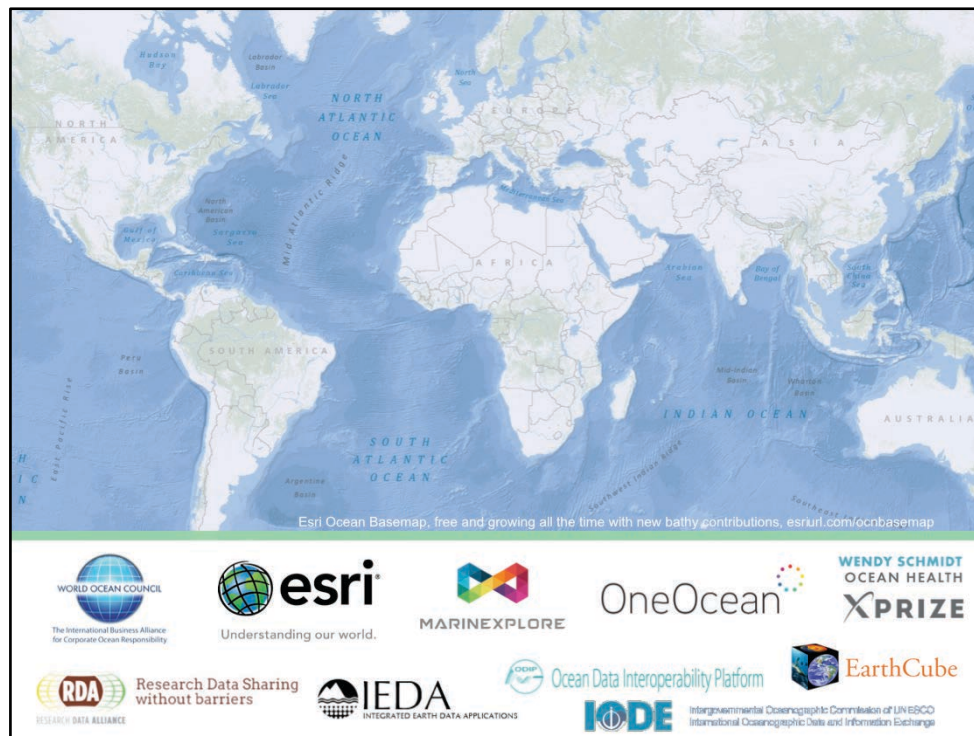 Hudson
Bay
Labrador
Basin
Labrador
Sea
North
Sea
NORTH
ATLANTIC
OCEAN
EUROPE
NORTH
AMERICA
ASIA
Mid-Atlantic Ridge
Mediterranean Sea
North
American
Basin
Gulf of
Mexico
Sargasso
Sea
Caribbean Sea
AFRICA
Arabian
Sea
Bay of
Bengal
South
China
Sea
SOUTH AMERICA
Peru
Basin
Mid-Indian
Basin
Wharton
Basin
East Pacific Rise
INDIAN OCEAN
AUSTRALIA
SOUTH
ATLANTIC
OCEAN
H
IC
N
Argentine
Basin
Southwest Indian Ridge
Southeast
Esri Ocean Basemap, free and growing all the time with new bathy contributions, esriurl.com/ocnbasemap
WORLD OCEAN COUNCIL
The International Business Alliance
for Corporate Ocean Responsibility
esri
Understanding our world.
MARINEXPLORE
OneOcean
WENDY SCHMIDT
OCEAN HEALTH
XPRIZE
RDA
RESEARCH DATA ALLIANCE
Research Data Sharing
without barriers
IEDA
INTEGRATED EARTH DATA APPLICATIONS
ODIP
Ocean Data Interoperability Platform
EarthCube
IODE
Intergovernmental Oceanographic Commission of UNESCO
International Oceanographic Data and Information Exchange